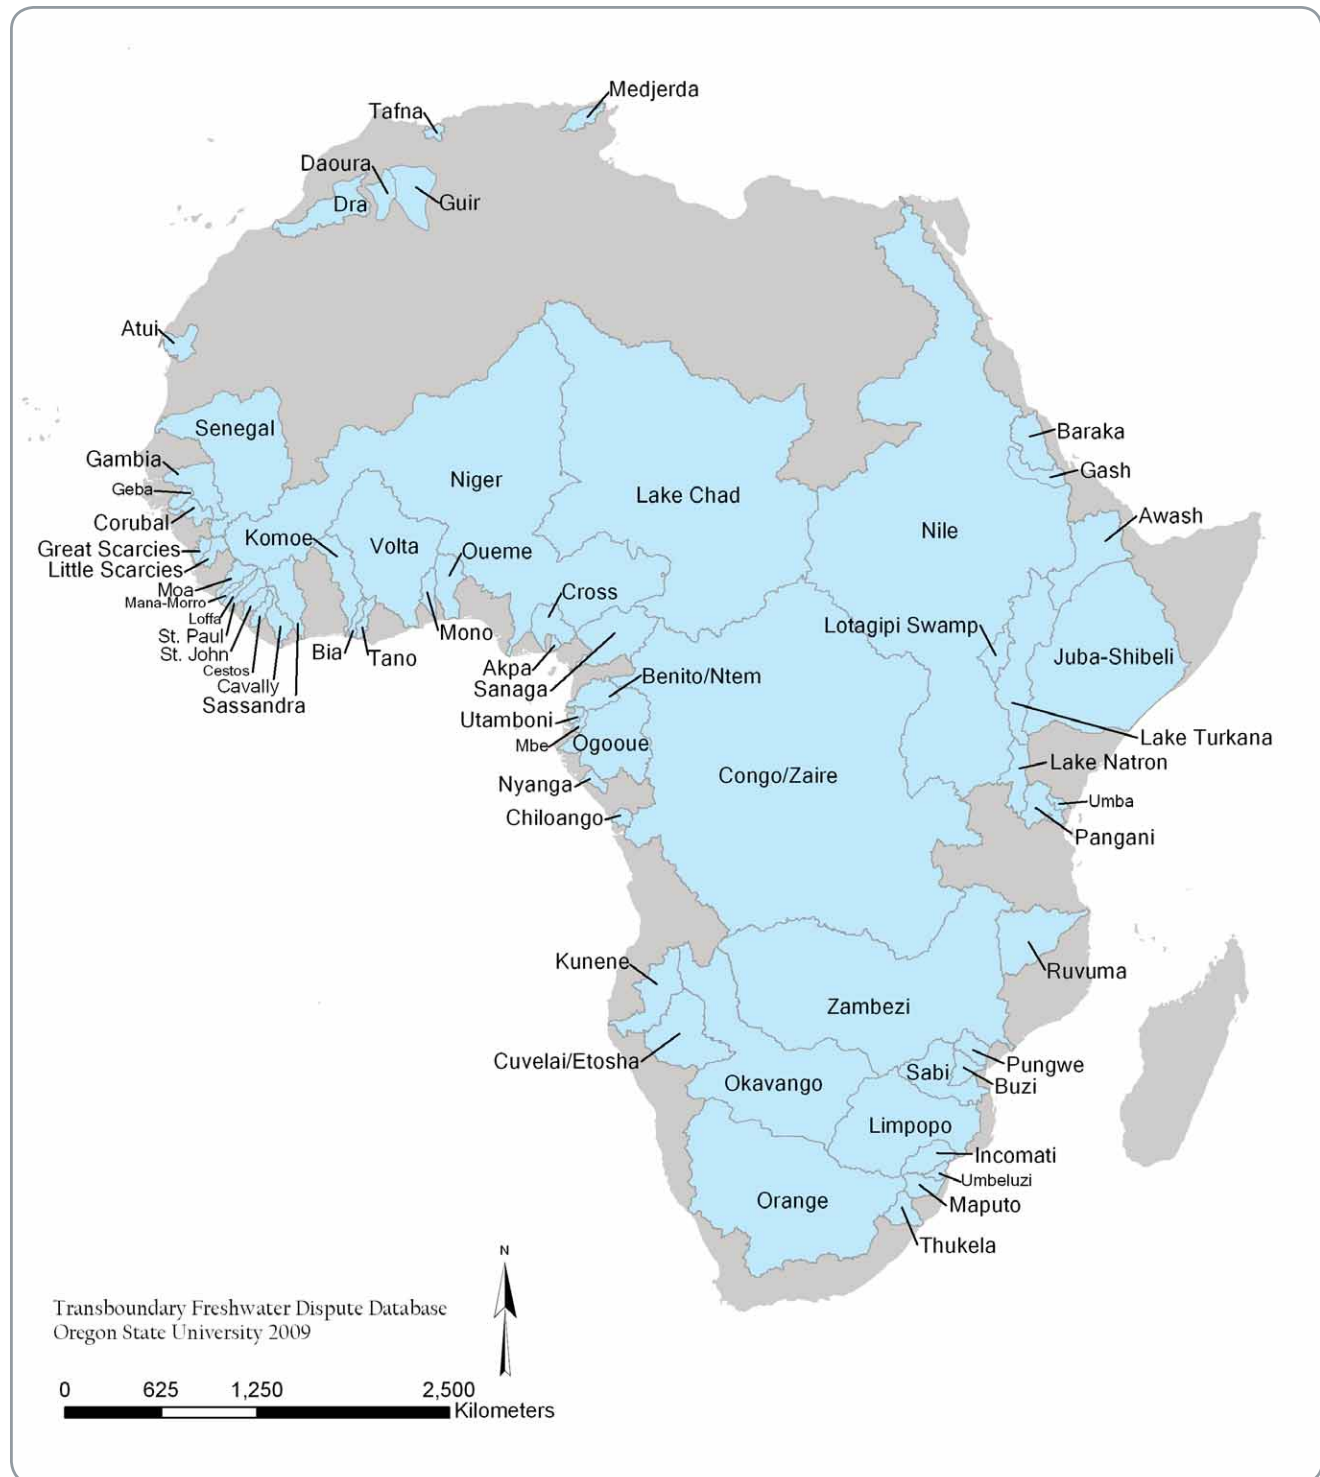 Medjerda
Tafna
Daoura
Dra
Guir
Atui
Senegal
Gambia
Geba
Corubal
Great Scarcies
Little Scarcies
Moa
Mana-Morro
Loffa
St. Paul
St. John
Cestos
Cavally
Sassandra
Komoe
Volta
Niger
Oueme
Bia
Tano
Mono
Lake Chad
Cross
Akpa
Sanaga
Benito/Ntem
Utamboni
Mbe
Ogooue
Nyanga
Chiloango
Congo/Zaire
Nile
Baraka
Gash
Awash
Lotagipi Swamp
Juba-Shibeli
Lake Turkana
Lake Natron
Umba
Pangani
Ruvuma
Kunene
Zambezi
Cuvelai/Etosha
Okavango
Sabi
Pungwe
Buzi
Limpopo
Incomati
Umbeluzi
Maputo
Orange
Thukela
N
Transboundary Freshwater Dispute Database
Oregon State University 2009
0 625 1,250 2,500
Kilometers